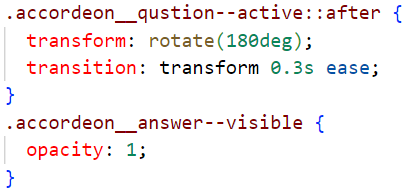 .accordeon__qustion--active::after {
  transform: rotate(180deg);
  transition: transform 0.3s ease;
}
.accordeon__answer--visible {
  opacity: 1;
}